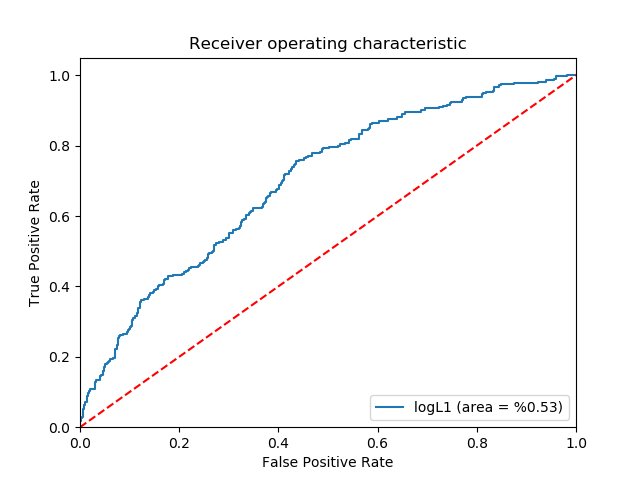 Receiver operating characteristic
True Positive Rate
1.0
0.8
0.6
0.4
0.2
0.0
logL1 (area = %0.53)
0.0 0.2 0.4 0.6 0.8 1.0
False Positive Rate